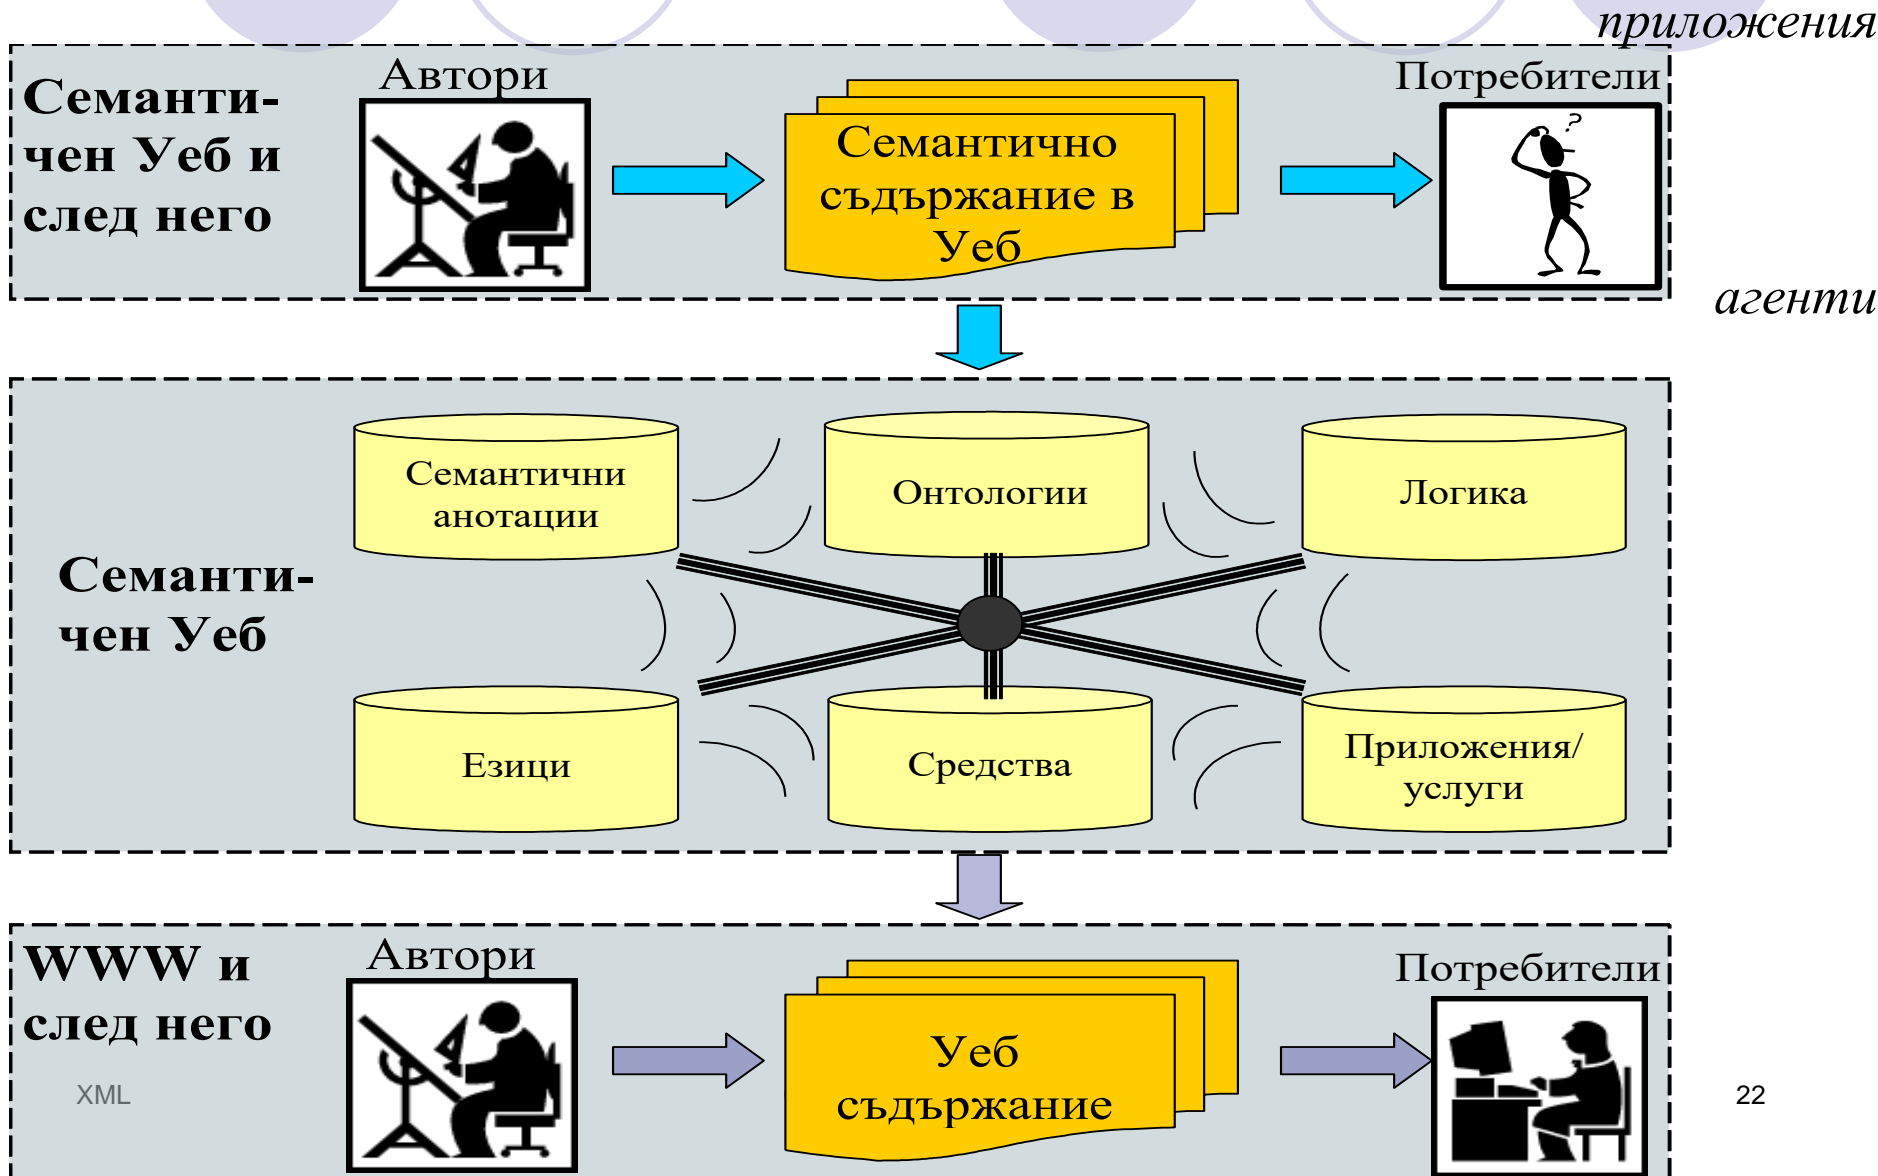 приложения
Автори
Потребители
Семанти-
чен Уеб и
след него
Семантично
съдържание в
Уеб
?
агенти
Семантични
анотации
Онтологии
Логика
Семанти-
чен Уеб
Езици
Средства
Приложения/
услуги
WWW и
след него
Автори
Потребители
Уеб
съдържание
XML
22